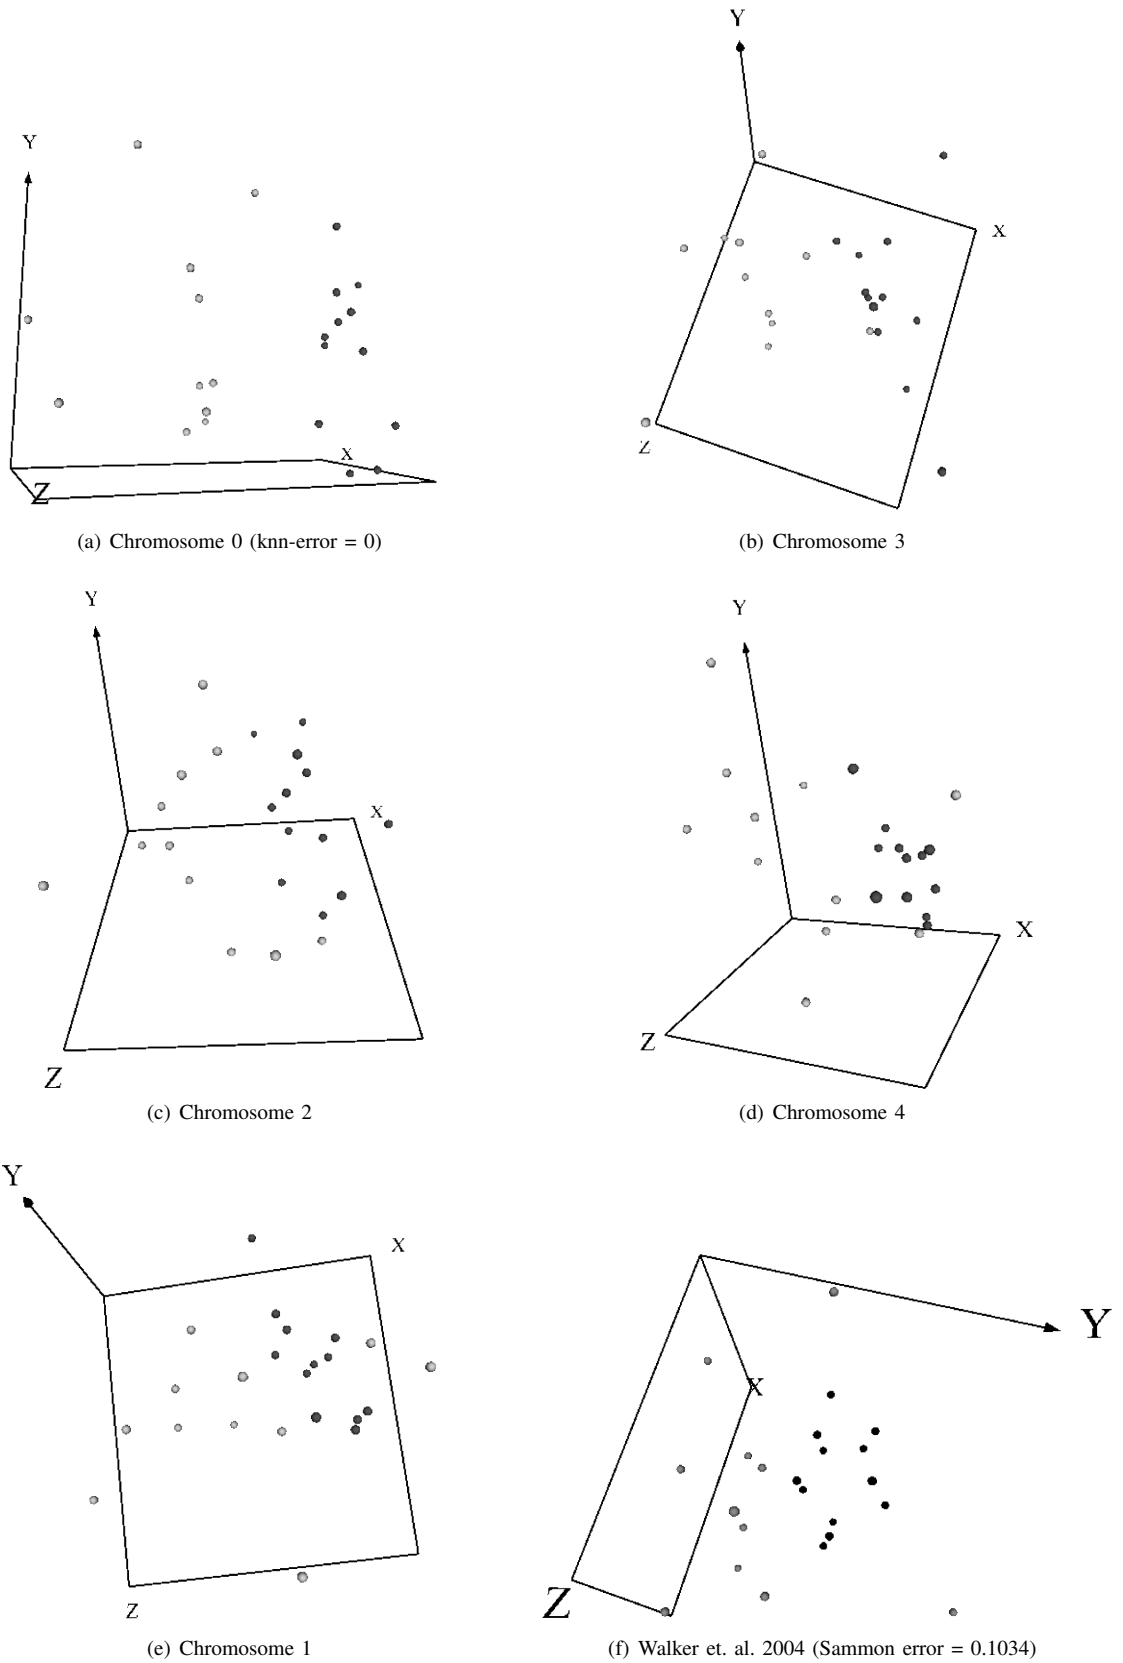 Y
X
Z
(a) Chromosome 0 (knn-error = 0)
Y
X
Z
(b) Chromosome 3
Y
X
Z
(c) Chromosome 2
Y
X
Z
(d) Chromosome 4
Y
X
Z
(e) Chromosome 1
Y
X
Z
(f) Walker et. al. 2004 (Sammon error = 0.1034)